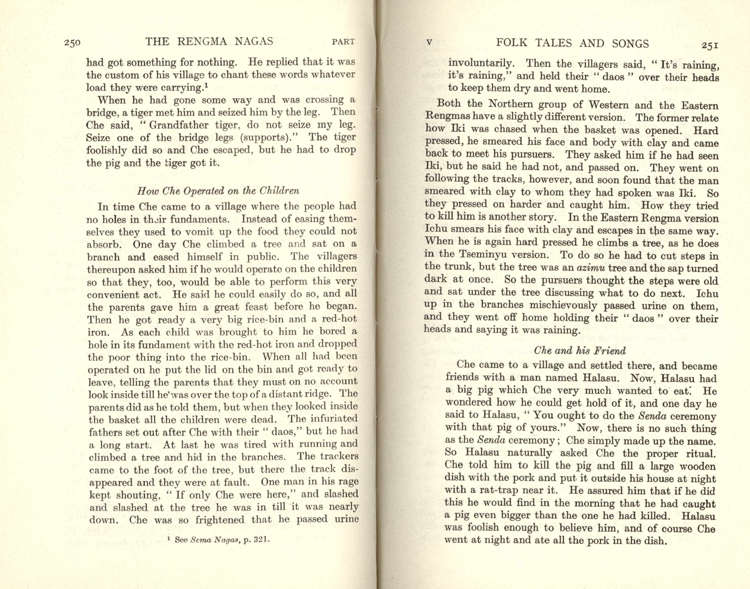 250 THE RENGMA NAGAS PART
had got something for nothing. He replied that it was
the custom of his village to chant these words whatever
load they were carrying.¹
When he had gone some way and was crossing a
bridge, a tiger met him and seized him by the leg. Then
Che said, " Grandfather tiger, do not seize my leg.
Seize one of the bridge legs (supports)." The tiger
foolishly did so and Che escaped, but he had to drop
the pig and the tiger got it.
How Che Operated on the Children
In time Che came to a village where the people had
no holes in their fundaments. Instead of easing them-
selves they used to vomit up the food they could not
absorb. One day Che climbed a tree and sat on a
branch and eased himself in public. The villagers
thereupon asked him if he would operate on the children
so that they, too, would be able to perform this very
convenient act. He said he could easily do so, and all
the parents gave him a great feast before he began.
Then he got ready a very big rice-bin and a red-hot
iron. As each child was brought to him he bored a
hole in its fundament with the red-hot iron and dropped
the poor thing into the rice-bin. When all had been
operated on he put the lid on the bin and got ready to
leave, telling the parents that they must on no account
look inside till he was over the top of a distant ridge. The
parents did as he told them, but when they looked inside
the basket all the children were dead. The infuriated
fathers set out after Che with their " daos," but he had
a long start. At last he was tired with running and
climbed a tree and hid in the branches. The trackers
came to the foot of the tree, but there the track dis-
appeared and they were at fault. One man in his rage
kept shouting, " If only Che were here," and slashed
and slashed at the tree he was in till it was nearly
down. Che was so frightened that he passed urine
¹ See Sema Nagas, p. 321.
V FOLK TALES AND SONGS 251
involuntarily. Then the villagers said, " It's raining,
it's raining," and held their " daos " over their heads
to keep them dry and went home.
Both the Northern group of Western and the Eastern
Rengmas have a slightly different version. The former relate
how Iki was chased when the basket was opened. Hard
pressed, he smeared his face and body with clay and came
back to meet his pursuers. They asked him if he had seen
Iki, but he said he had not, and passed on. They went on
following the tracks, however, and soon found that the man
smeared with clay to whom they had spoken was Iki. So
they pressed on harder and caught him. How they tried
to kill him is another story. In the Eastern Rengma version
Ichu smears his face with clay and escapes in the same way.
When he is again hard pressed he climbs a tree, as he does
in the Tseminyu version. To do so he had to cut steps in
the trunk, but the tree was an azimu tree and the sap turned
dark at once. So the pursuers thought the steps were old
and sat under the tree discussing what to do next. Ichu
up in the branches mischievously passed urine on them,
and they went off home holding their " daos " over their
heads and saying it was raining.
Che and his Friend
Che came to a village and settled there, and became
friends with a man named Halasu. Now, Halasu had
a big pig which Che very much wanted to eat. He
wondered how he could get hold of it, and one day he
said to Halasu, " You ought to do the Senda ceremony
with that pig of yours." Now, there is no such thing
as the Senda ceremony ; Che simply made up the name.
So Halasu naturally asked Che the proper ritual.
Che told him to kill the pig and fill a large wooden
dish with the pork and put it outside his house at night
with a rat-trap near it. He assured him that if he did
this he would find in the morning that he had caught
a pig even bigger than the one he had killed. Halasu
was foolish enough to believe him, and of course Che
went at night and ate all the pork in the dish.